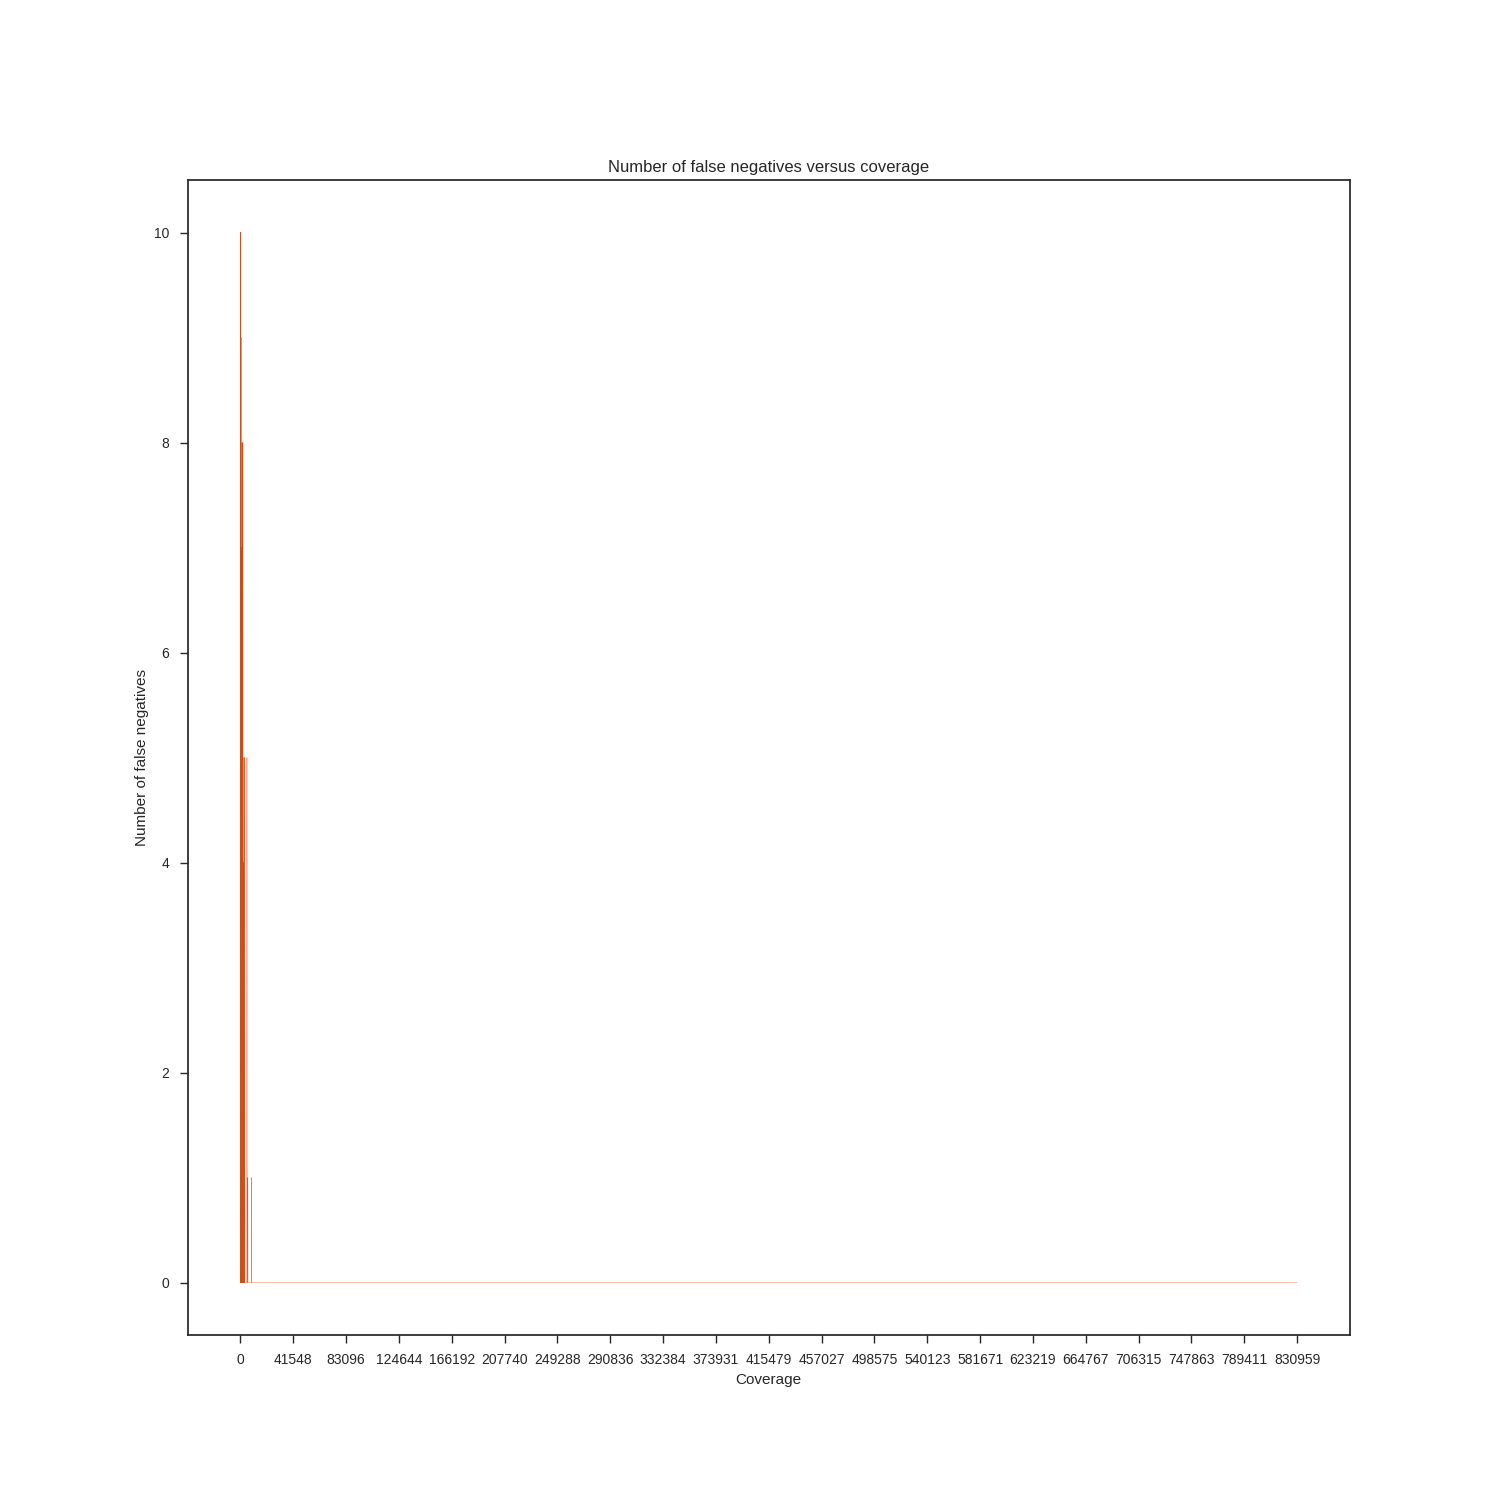 Number of false negatives versus coverage
10
8
6
4
2
0
Number of false negatives
0 41548 83096 124644 166192 207740 249288 290836 332384 373931 415479 457027 498575 540123 581671 623219 664767 706315 747863 789411 830959
Coverage